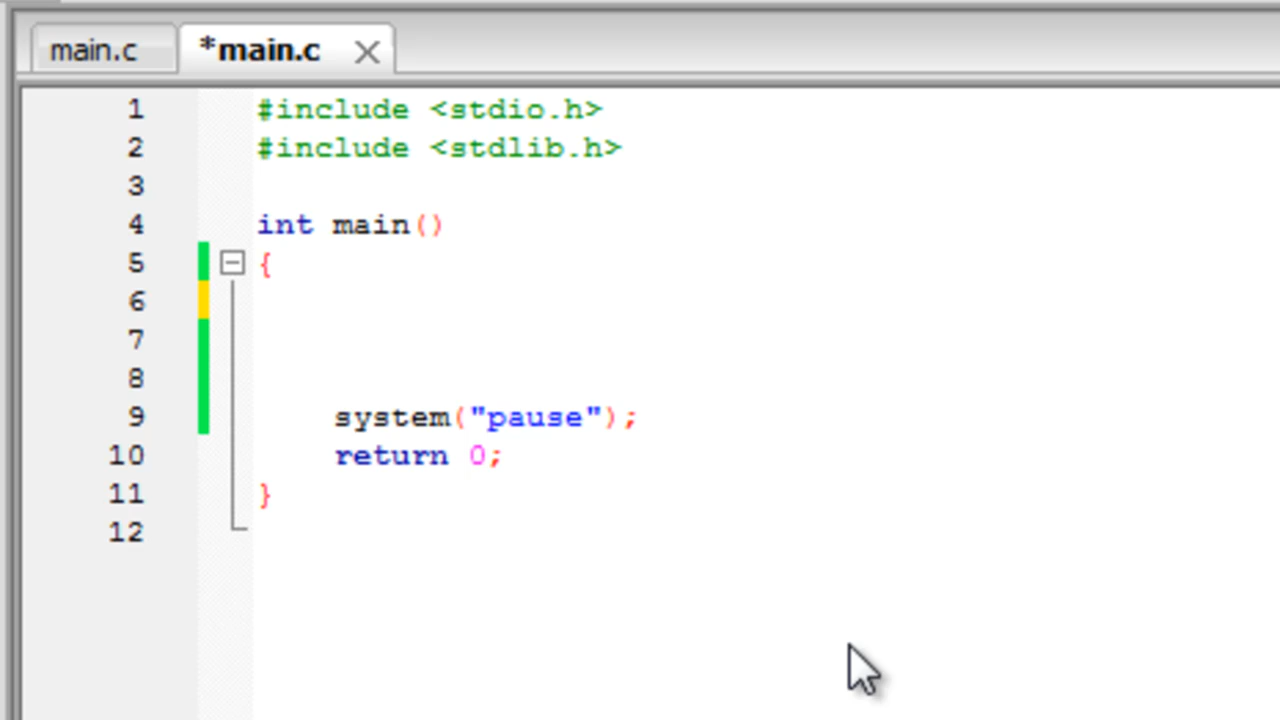 main.c *main.c
1 #include <stdio.h>
2 #include <stdlib.h>
3
4 int main()
5 {
6
7
8
9 system("pause");
10 return 0;
11 }
12